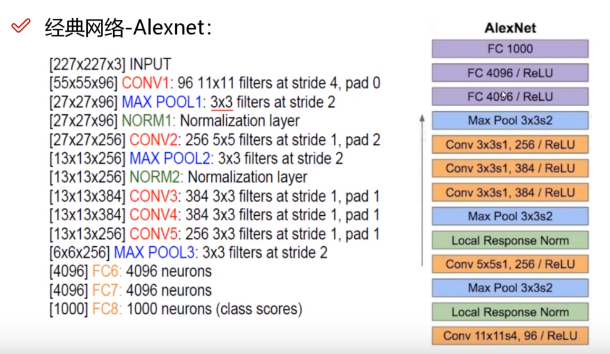 经典网络-Alexnet：
[227x227x3] INPUT
[55x55x96] CONV1: 96 11x11 filters at stride 4, pad 0
[27x27x96] MAX POOL1: 3x3 filters at stride 2
[27x27x96] NORM1: Normalization layer
[27x27x256] CONV2: 256 5x5 filters at stride 1, pad 2
[13x13x256] MAX POOL2: 3x3 filters at stride 2
[13x13x256] NORM2: Normalization layer
[13x13x384] CONV3: 384 3x3 filters at stride 1, pad 1
[13x13x384] CONV4: 384 3x3 filters at stride 1, pad 1
[13x13x256] CONV5: 256 3x3 filters at stride 1, pad 1
[6x6x256] MAX POOL3: 3x3 filters at stride 2
[4096] FC6: 4096 neurons
[4096] FC7: 4096 neurons
[1000] FC8: 1000 neurons (class scores)
AlexNet
FC 1000
FC 4096 / ReLU
FC 4096 / ReLU
Max Pool 3x3s2
Conv 3x3s1, 256 / ReLU
Conv 3x3s1, 384 / ReLU
Conv 3x3s1, 384 / ReLU
Max Pool 3x3s2
Local Response Norm
Conv 5x5s1, 256 / ReLU
Max Pool 3x3s2
Local Response Norm
Conv 11x11s4, 96 / ReLU